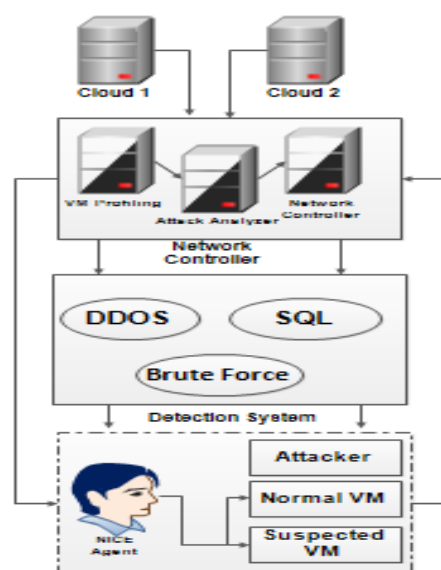 Cloud 1
Cloud 2
VM Profiling
Attack Analyzer
Network
Controller
Network
Controller
DDOS
SQL
Brute Force
Detection System
NICE
Agent
Attacker
Normal VM
Suspected
VM